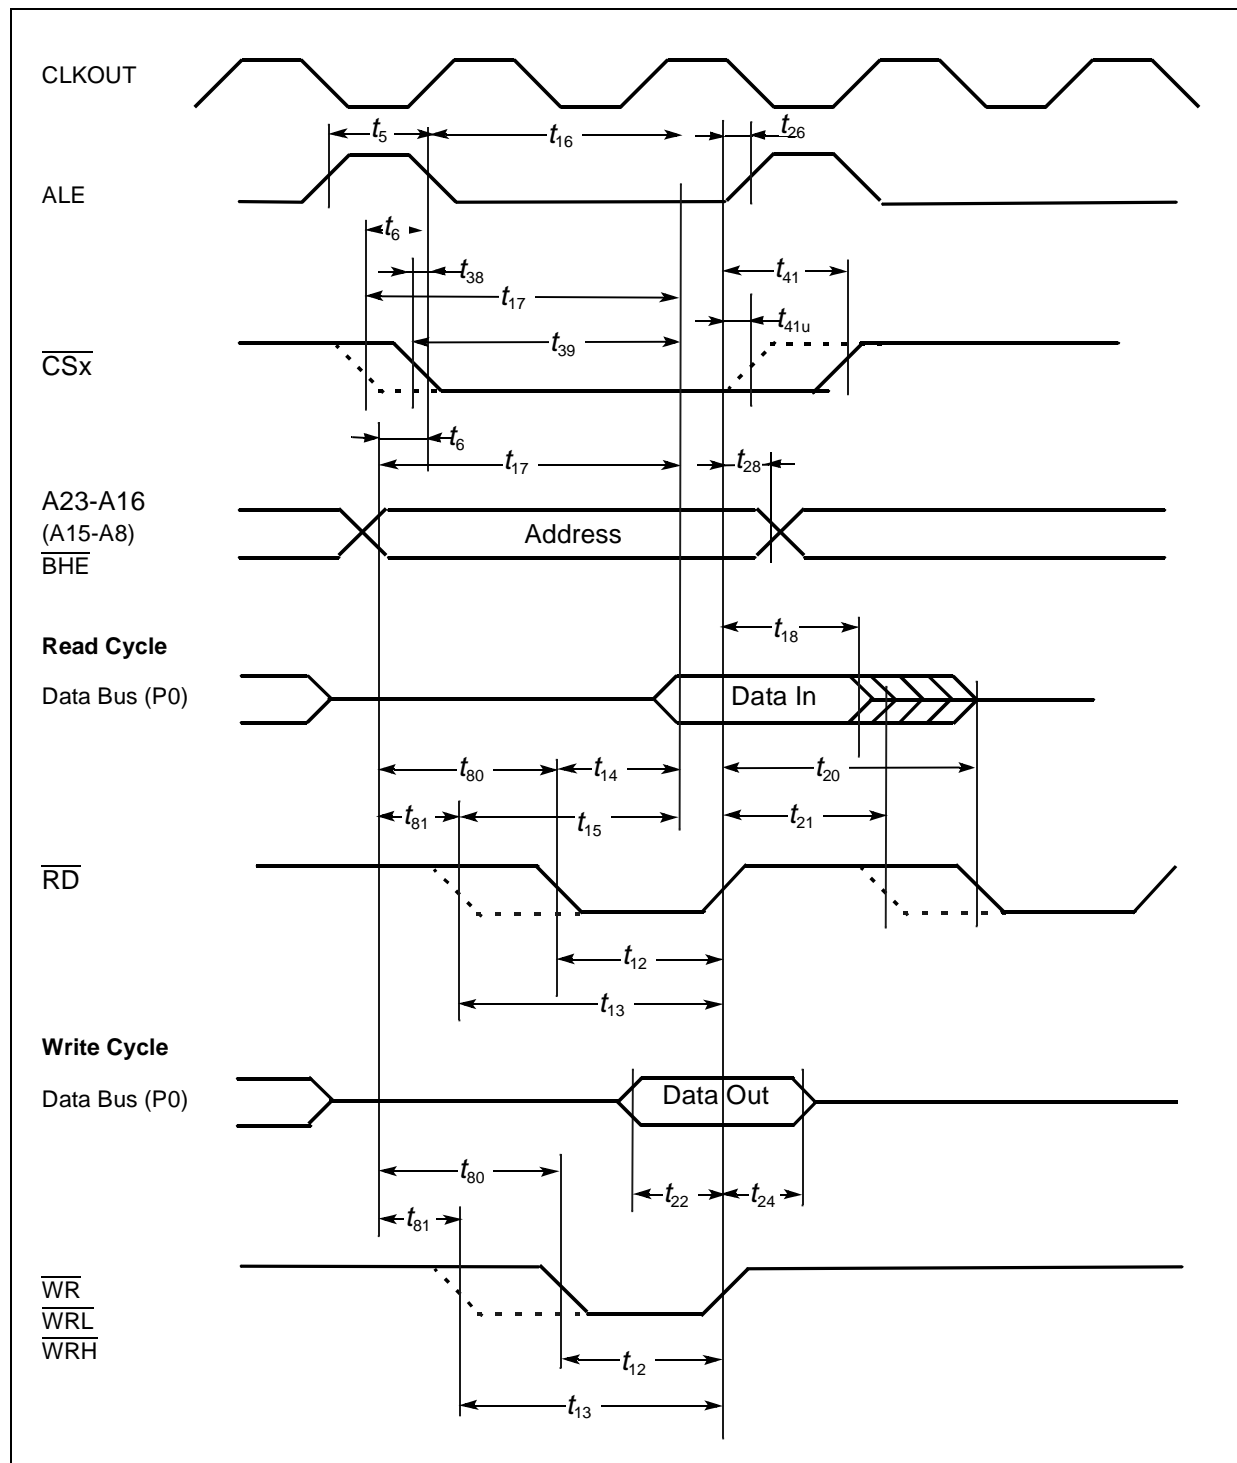 CLKOUT
t5 t16 t26
ALE
t6
t38 t41
t17
t41u
t39
CSx
t6
t17 t28
A23-A16
(A15-A8)
BHE
Address
t18
Read Cycle
Data Bus (P0) Data In
t80 t14 t20
t81 t15 t21
RD
t12
t13
Write Cycle
Data Bus (P0) Data Out
t80
t22 t24
t81
WR
WRL
WRH
t12
t13